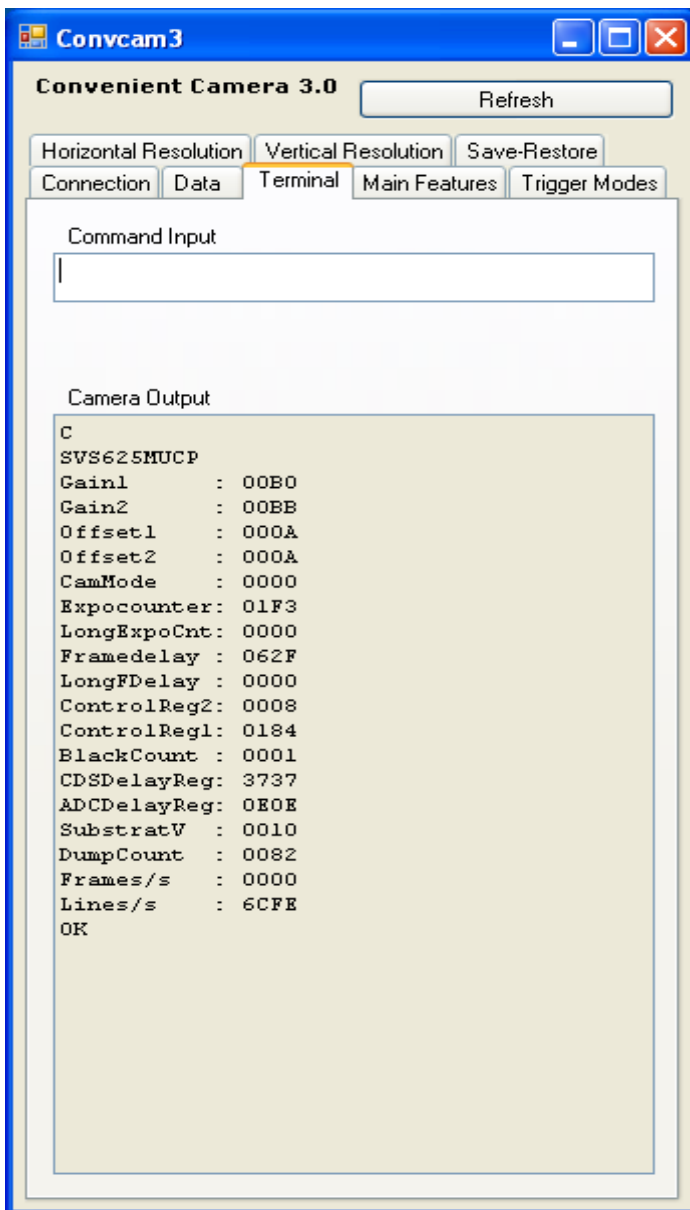 Convcam3
Convenient Camera 3.0
Refresh
Horizontal Resolution Vertical Resolution Save-Restore
Connection Data Terminal Main Features Trigger Modes
Command Input
Camera Output
C
SVS625MUCP
Gain1 : 00B0
Gain2 : 00BB
Offset1 : 000A
Offset2 : 000A
CamMode : 0000
Expocounter: 01F3
LongExpoCnt: 0000
Framedelay : 062F
LongFDelay : 0000
ControlReg2: 0008
ControlReg1: 0184
BlackCount : 0001
CDSDelayReg: 3737
ADCDelayReg: 0E0E
SubstratV : 0010
DumpCount : 0082
Frames/s : 0000
Lines/s : 6CFE
OK